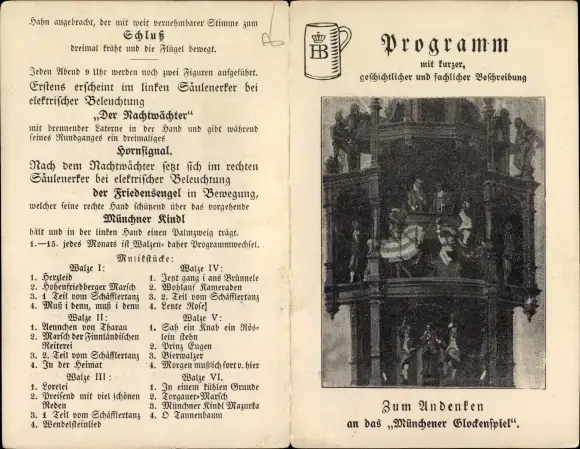 Hahn angebracht, der mit weit vernehmbarer Stimme zum
Schluß
dreimal kräht und die Flügel bewegt.
Jeden Abend 9 Uhr werden noch zwei Figuren aufgeführt.
Erstens erscheint im linken Säulenerker bei
elektrischer Beleuchtung
„Der Nachtwächter"
mit brennender Laterne in der Hand und gibt während
seines Rundganges ein dreimaliges
Hornsignal.
Nach dem Nachtwächter setzt sich im rechten
Säulenerker bei elektrischer Beleuchtung
der Friedensengel in Bewegung,
welcher seine rechte Hand schützend über das vorgehende
Münchner Kindl
hält und in der linken Hand einen Palmzweig trägt.
1.—15. jedes Monats ist Walzen- daher Programmwechsel.
Musikstücke:
Walze I:
1. Herzleid
2. Hohenfriedberger Marsch
3. 1 Teil vom Schäfflertanz
4. Muß i denn, muß i denn
Walze II:
1. Aennchen von Tharau
2. Marsch der Finnländischen
Reiterei
3. 2. Teil vom Schäfflertanz
4. In der Heimat
Walze III:
1. Lorelei
2. Preisend mit viel schönen
Reden
3. 1 Teil vom Schäfflertanz
4. Wendelsteinlied
Walze IV:
1. Jetzt gang i ans Brünnele
2. Wohlauf Kameraden
3. 2. Teil vom Schäfflertanz
4. Letzte Rose
Walze V:
1. Sah ein Knab ein Rös-
lein stehn
2. Prinz Eugen
3. Bierwalzer
4. Morgen muß ich fort v. hier
Walze VI.
1. In einem kühlen Grunde
2. Torgauer-Marsch
3. Münchner Kindl Mazurka
4. O Tannenbaum
HB
Programm
mit kurzer,
geschichtlicher und fachlicher Beschreibung
Zum Andenken
an das „Münchener Glockenspiel".